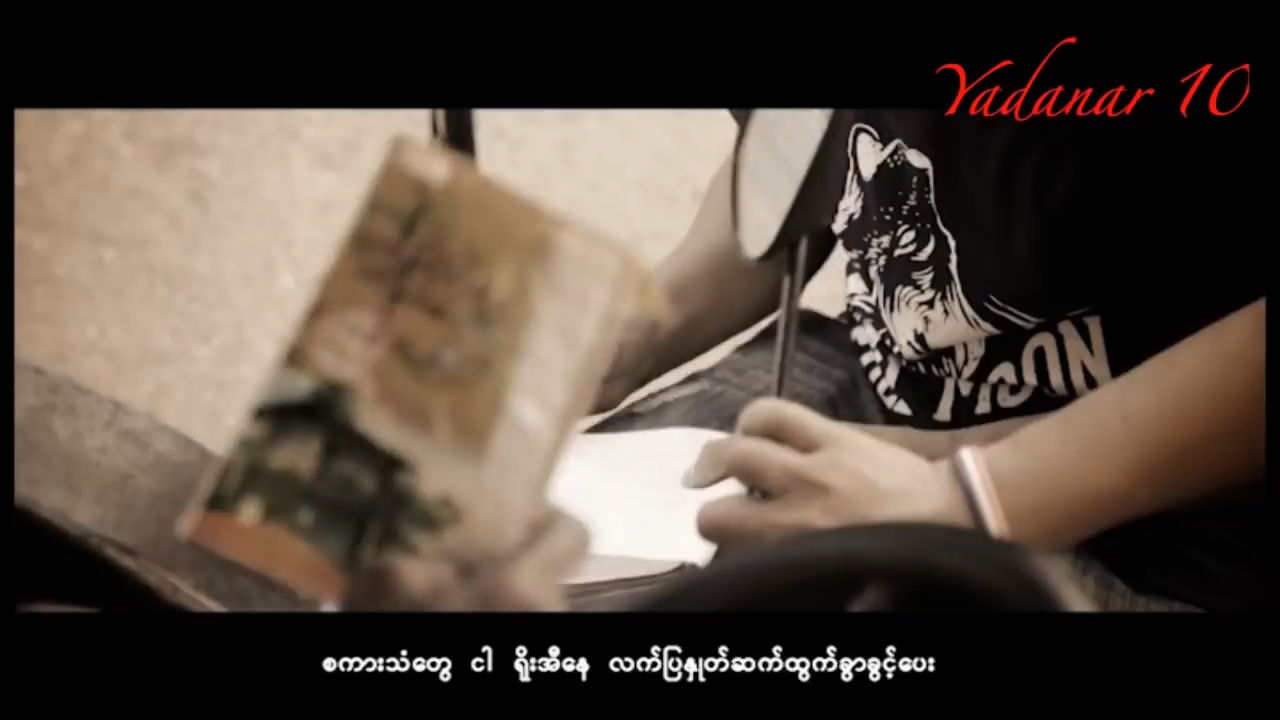 Yadanar 10
MOON
စကားသံတွေ ငါ ရိုးအီနေ လက်ပြနှုတ်ဆက်ထွက်ခွာခွင့်ပေး